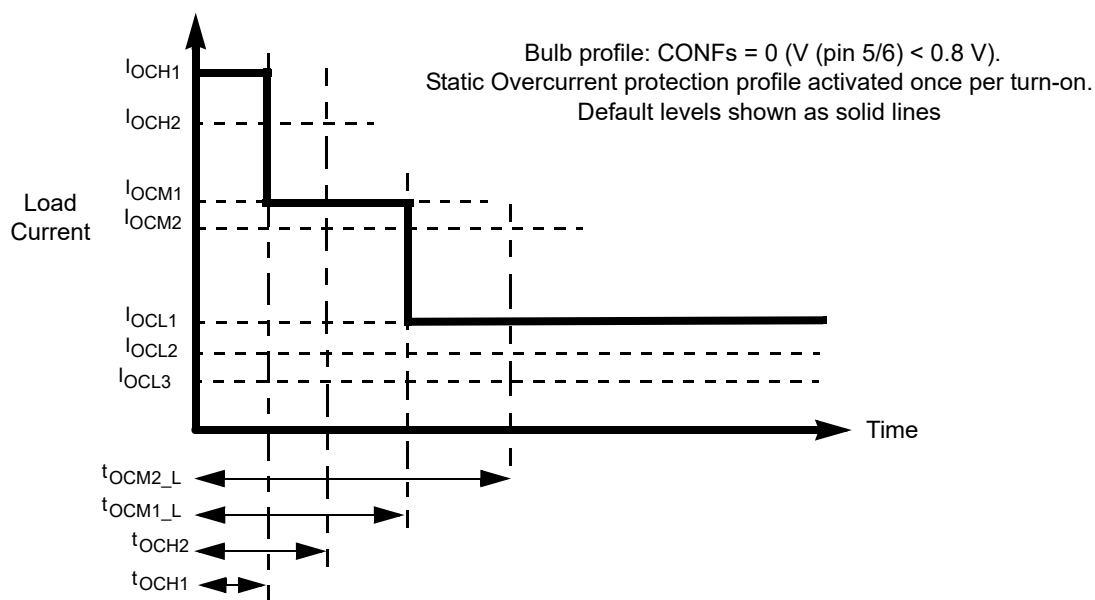 Bulb profile: CONFs = 0 (V (pin 5/6) < 0.8 V).
Static Overcurrent protection profile activated once per turn-on.
Default levels shown as solid lines
IOCH1
IOCH2
IOCM1
IOCM2
Load
Current
IOCL1
IOCL2
IOCL3
Time
tOCM2_L
tOCM1_L
tOCH2
tOCH1